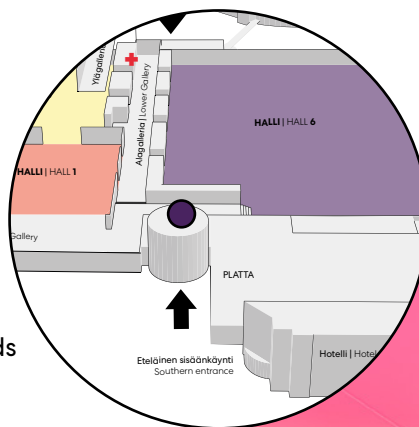 Ylägalleria
Alagalleria | Lower Gallery
HALLI | HALL 6
HALLI | HALL 1
Gallery
PLATTA
ds
Eteläinen sisäänkäynti
Southern entrance
Hotelli | Hotel